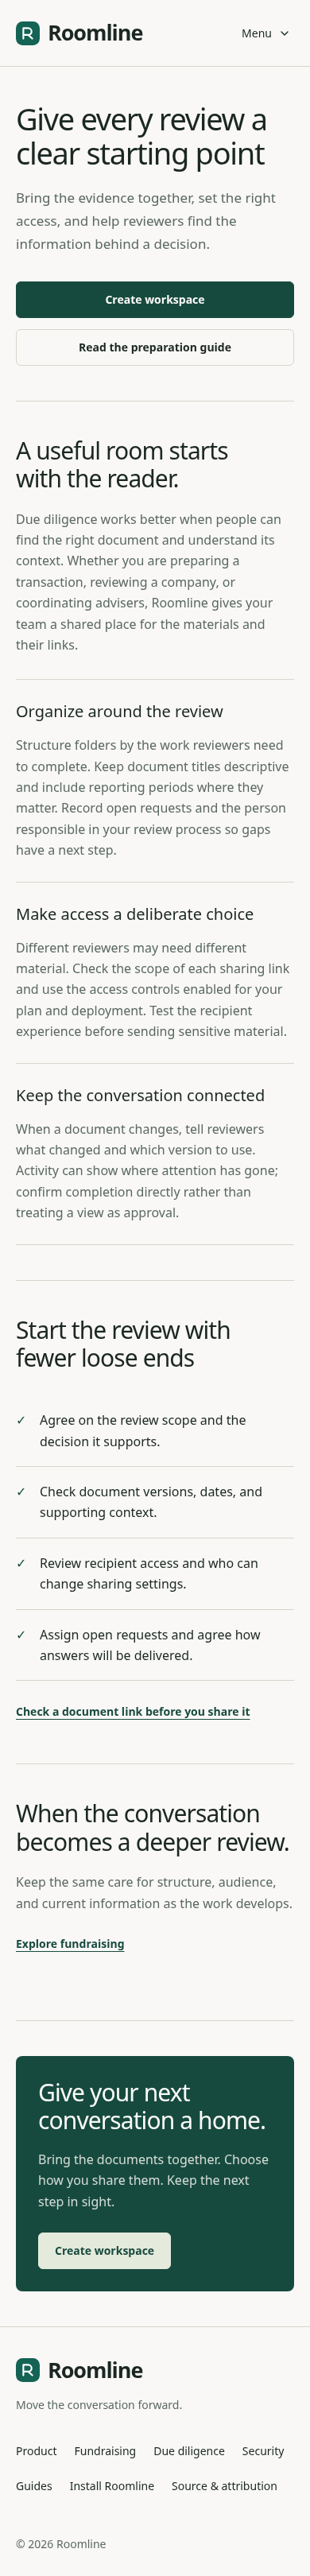 Roomline
Menu
Give every review a
clear starting point
Bring the evidence together, set the right
access, and help reviewers find the
information behind a decision.
Create workspace
Read the preparation guide
A useful room starts
with the reader.
Due diligence works better when people can
find the right document and understand its
context. Whether you are preparing a
transaction, reviewing a company, or
coordinating advisers, Roomline gives your
team a shared place for the materials and
their links.
Organize around the review
Structure folders by the work reviewers need
to complete. Keep document titles descriptive
and include reporting periods where they
matter. Record open requests and the person
responsible in your review process so gaps
have a next step.
Make access a deliberate choice
Different reviewers may need different
material. Check the scope of each sharing link
and use the access controls enabled for your
plan and deployment. Test the recipient
experience before sending sensitive material.
Keep the conversation connected
When a document changes, tell reviewers
what changed and which version to use.
Activity can show where attention has gone;
confirm completion directly rather than
treating a view as approval.
Start the review with
fewer loose ends
✓ Agree on the review scope and the
decision it supports.
✓ Check document versions, dates, and
supporting context.
✓ Review recipient access and who can
change sharing settings.
✓ Assign open requests and agree how
answers will be delivered.
Check a document link before you share it
When the conversation
becomes a deeper review.
Keep the same care for structure, audience,
and current information as the work develops.
Explore fundraising
Give your next
conversation a home.
Bring the documents together. Choose
how you share them. Keep the next
step in sight.
Create workspace
Roomline
Move the conversation forward.
Product Fundraising Due diligence Security
Guides Install Roomline Source & attribution
© 2026 Roomline